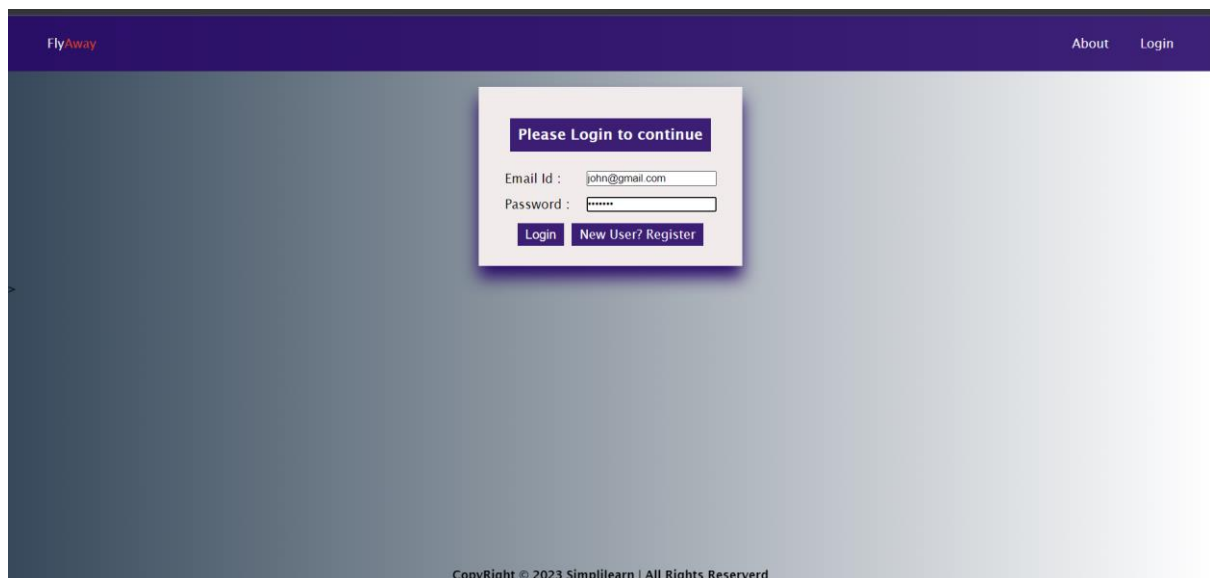 FlyAway About Login
Please Login to continue
Email Id : john@gmail.com
Password : •••••••
Login New User? Register
>
CopyRight © 2023 Simplilearn | All Rights Reserverd